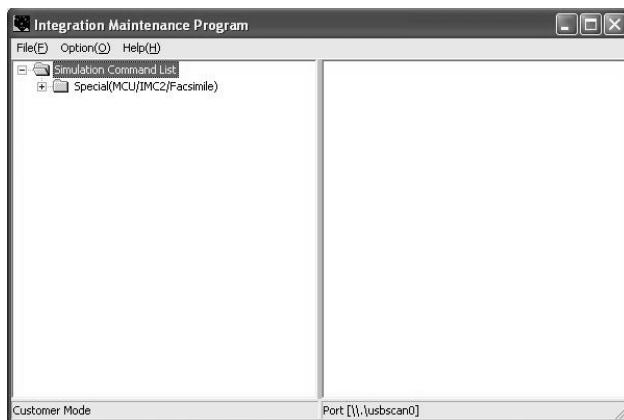 Integration Maintenance Program
File(F) Option(O) Help(H)
Simulation Command List
Special(MCU/IMC2/Facsimile)
Customer Mode Port [\\.\usbscan0]